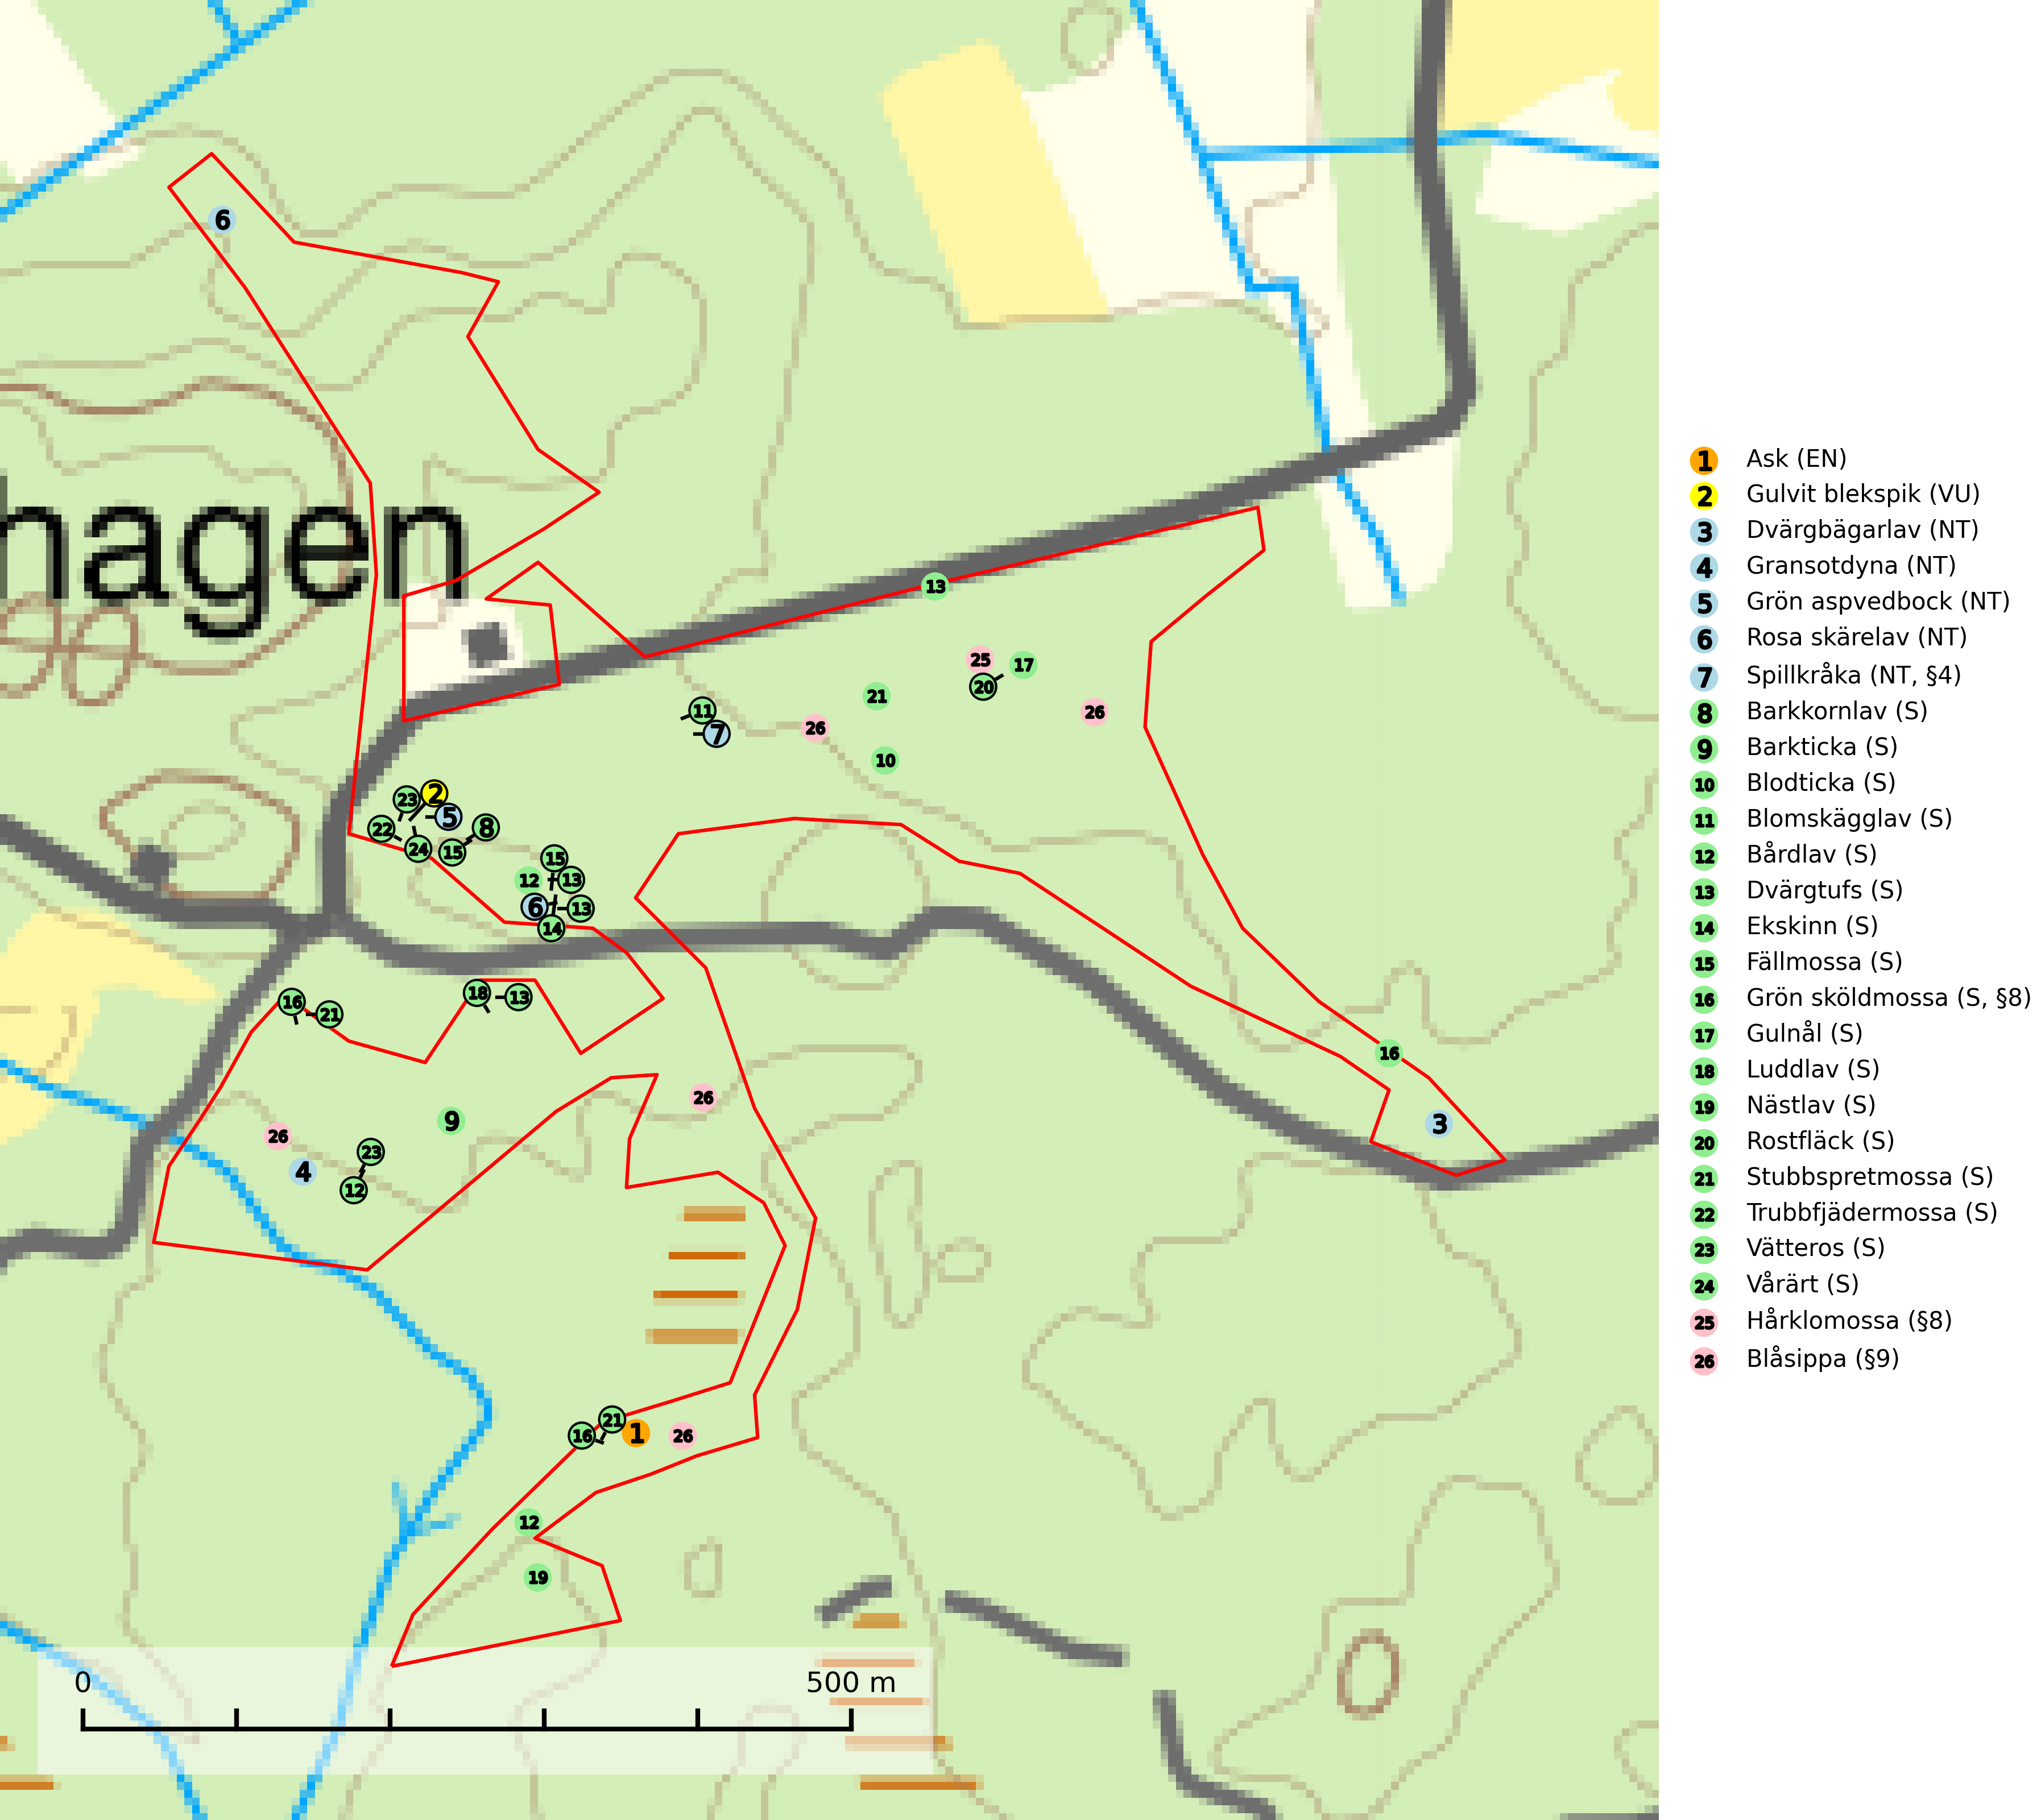 6
hagen
13
25
17
20
21
26
11
7
26
10
23
2
5
22
8
24
15
15
12
13
6
13
14
18
13
16
21
16
26
9
3
26
23
4
12
21
1
16
26
12
19
0
500 m
1 Ask (EN)
2 Gulvit blekspik (VU)
3 Dvärgbägarlav (NT)
4 Gransotdyna (NT)
5 Grön aspvedbock (NT)
6 Rosa skärelav (NT)
7 Spillkråka (NT, §4)
8 Barkkornlav (S)
9 Barkticka (S)
10 Blodticka (S)
11 Blomskägglav (S)
12 Bårdlav (S)
13 Dvärgtufs (S)
14 Ekskinn (S)
15 Fällmossa (S)
16 Grön sköldmossa (S, §8)
17 Gulnål (S)
18 Luddlav (S)
19 Nästlav (S)
20 Rostfläck (S)
21 Stubbspretmossa (S)
22 Trubbfjädermossa (S)
23 Vätteros (S)
24 Vårärt (S)
25 Hårklomossa (§8)
26 Blåsippa (§9)